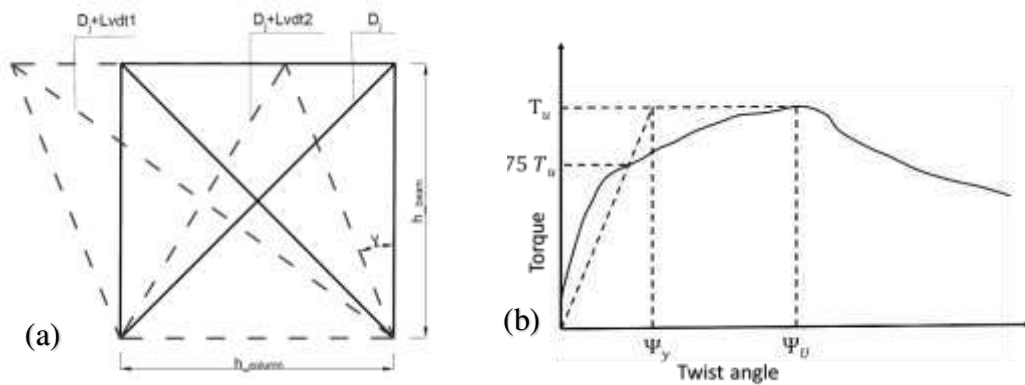 Dj+Lvdt1
Dj+Lvdt2
Dj
h_beam
γ
h_column
(a)
Tu
75 Tu
Torque
Ψy
ΨU
Twist angle
(b)